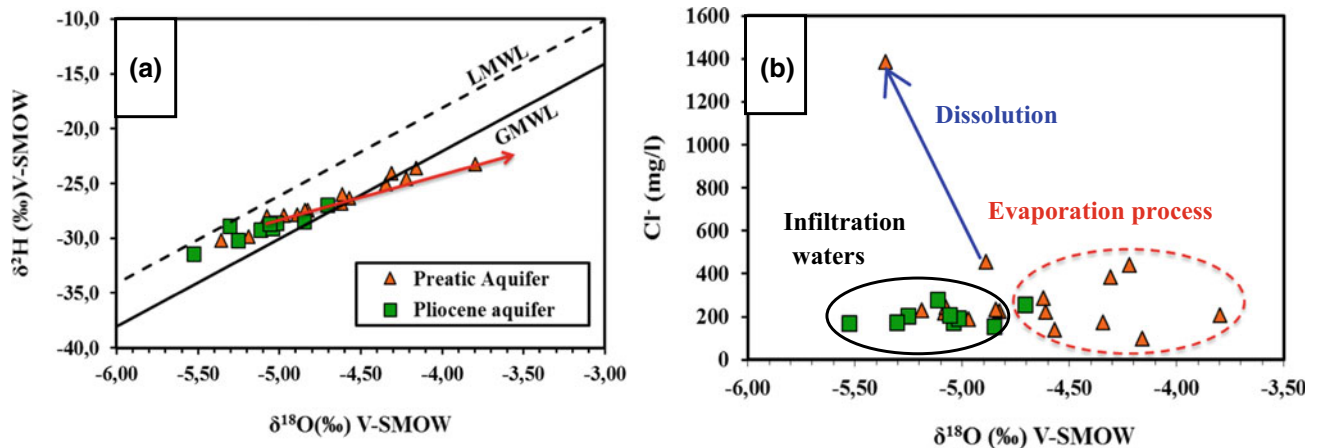 (a)
-10,0
-15,0
-20,0
-25,0
-30,0
-35,0
-40,0
δ²H (‰)V-SMOW
LMWL
GMWL
Preatic Aquifer
Pliocene aquifer
-6,00 -5,50 -5,00 -4,50 -4,00 -3,50 -3,00
δ¹⁸O(‰) V-SMOW
(b)
1600
1400
1200
1000
800
600
400
200
0
Cl⁻ (mg/l)
Dissolution
Infiltration
waters
Evaporation process
-6,00 -5,50 -5,00 -4,50 -4,00 -3,50
δ¹⁸O (‰) V-SMOW